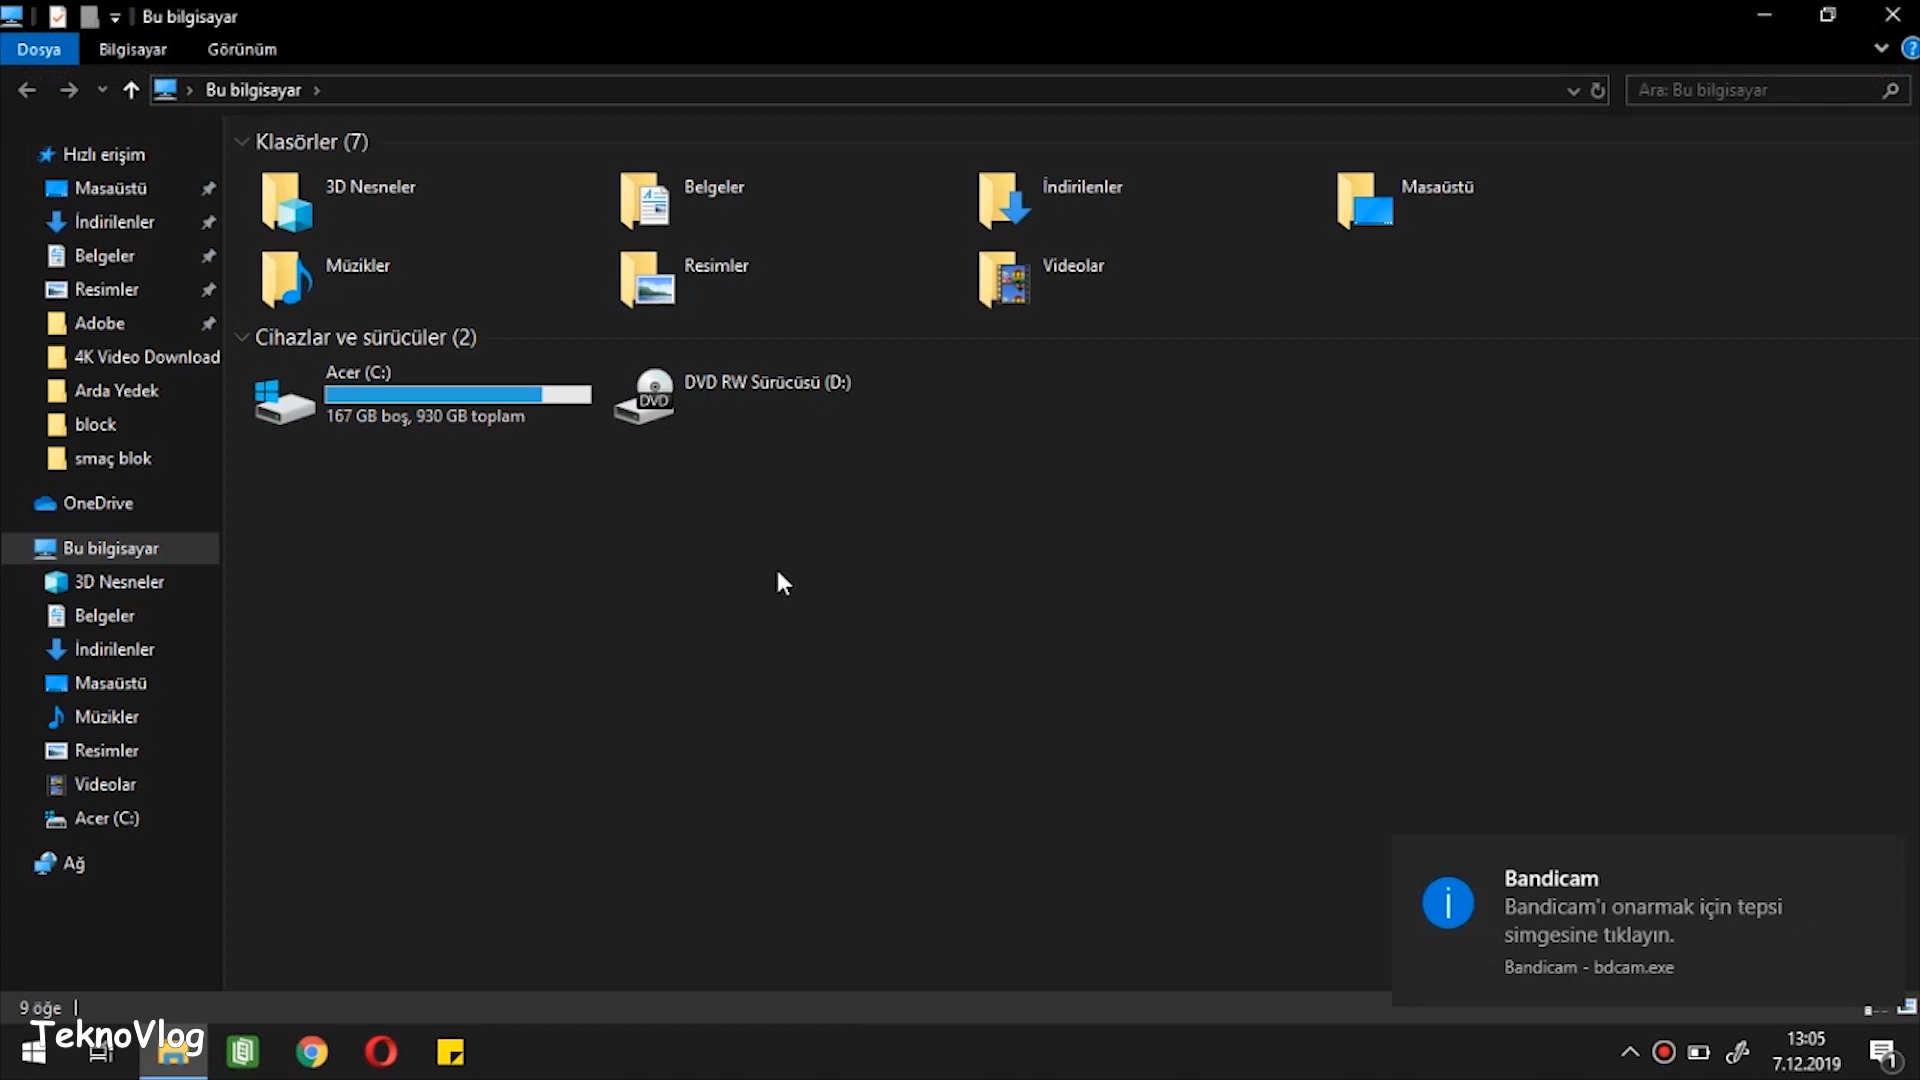 Bu bilgisayar
Dosya Bilgisayar Görünüm
Bu bilgisayar
Ara: Bu bilgisayar
Hızlı erişim
Masaüstü
İndirilenler
Belgeler
Resimler
Adobe
4K Video Download
Arda Yedek
block
smaç blok
OneDrive
Bu bilgisayar
3D Nesneler
Belgeler
İndirilenler
Masaüstü
Müzikler
Resimler
Videolar
Acer (C:)
Ağ
Klasörler (7)
3D Nesneler
Belgeler
İndirilenler
Masaüstü
Müzikler
Resimler
Videolar
Cihazlar ve sürücüler (2)
Acer (C:)
167 GB boş, 930 GB toplam
DVD
DVD RW Sürücüsü (D:)
Bandicam
Bandicam'ı onarmak için tepsi
simgesine tıklayın.
Bandicam - bdcam.exe
9 öğe
TeknoVlog
13:05
7.12.2019
1